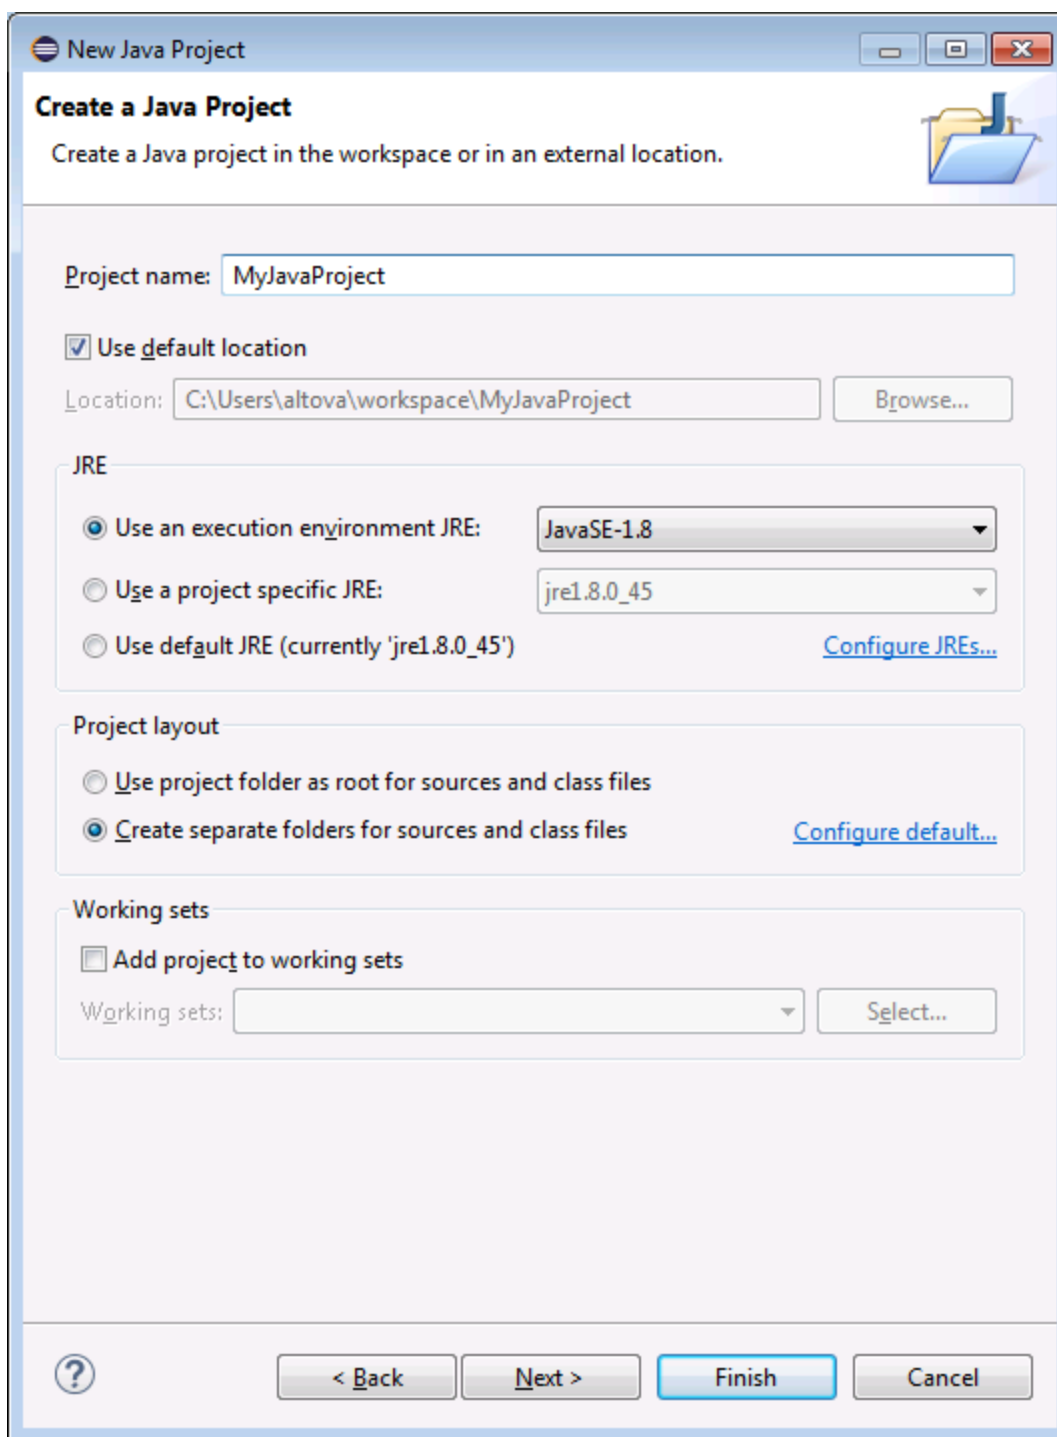 New Java Project
Create a Java Project
Create a Java project in the workspace or in an external location.
Project name: MyJavaProject
Use default location
Location: C:\Users\altova\workspace\MyJavaProject Browse...
JRE
Use an execution environment JRE: JavaSE-1.8
Use a project specific JRE: jre1.8.0_45
Use default JRE (currently 'jre1.8.0_45') Configure JREs...
Project layout
Use project folder as root for sources and class files
Create separate folders for sources and class files Configure default...
Working sets
Add project to working sets
Working sets: Select...
? < Back Next > Finish Cancel